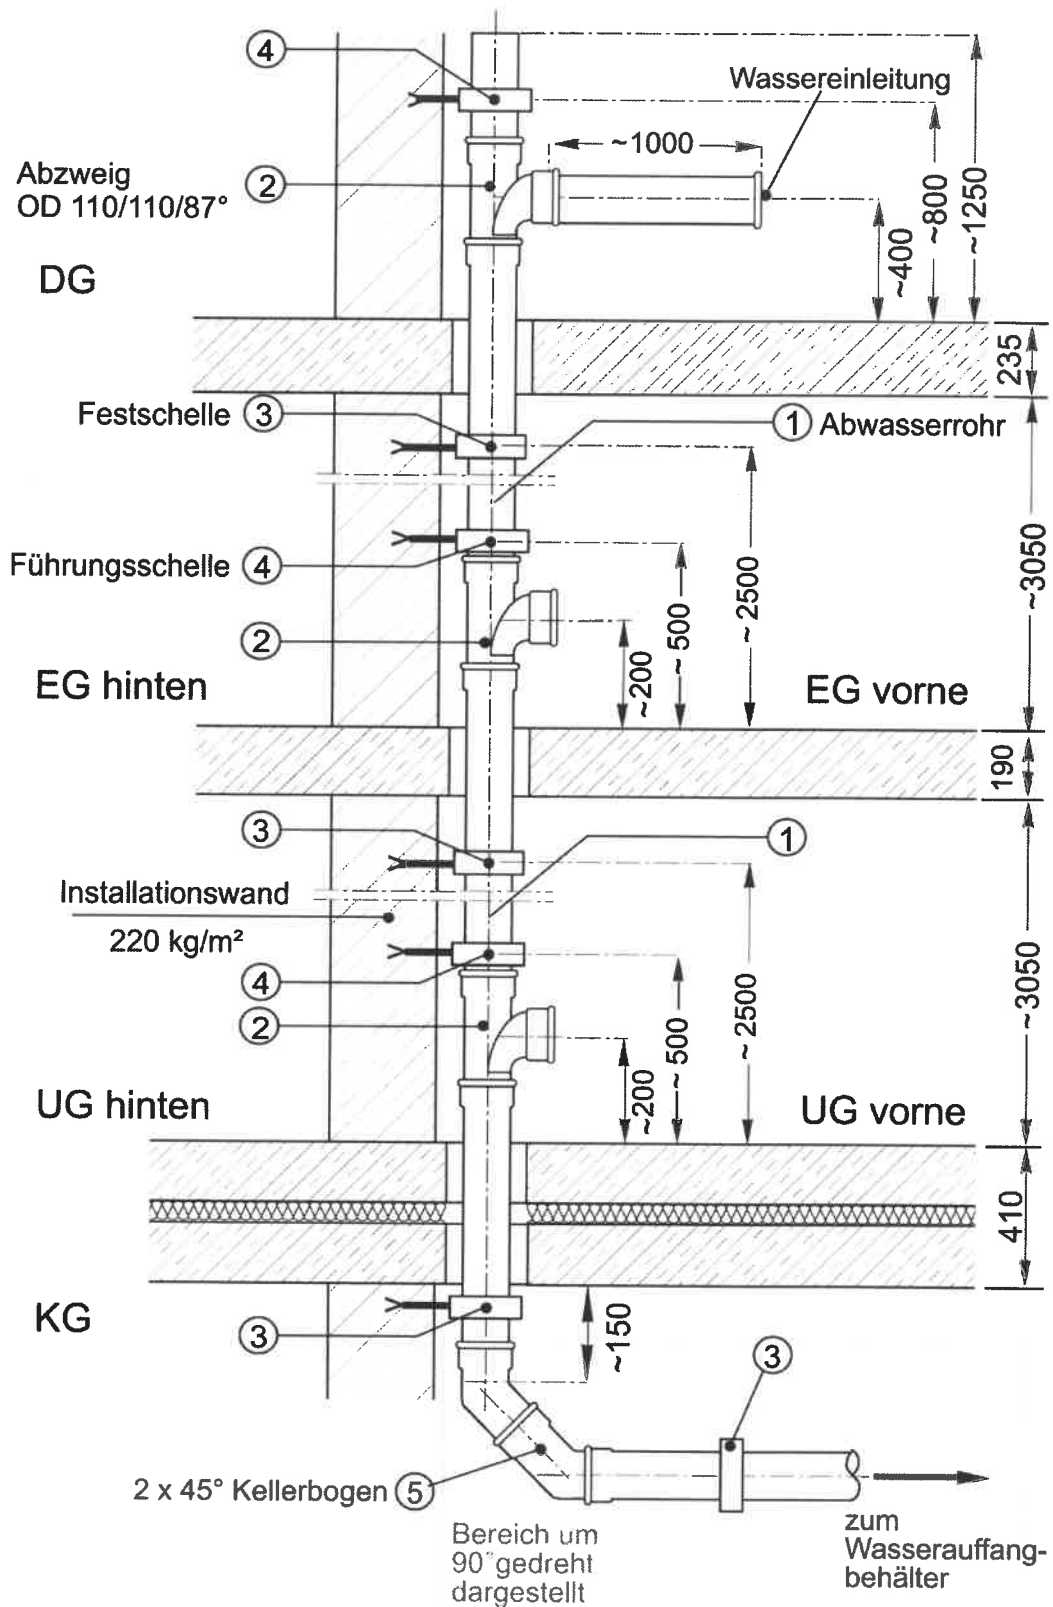 4
Wassereinleitung
~1000
Abzweig
OD 110/110/87°
2
~400
~800
~1250
DG
235
Festschelle 3
1 Abwasserrohr
Führungsschelle 4
2
~200
~500
~2500
~3050
EG hinten
EG vorne
190
3
1
Installationswand
220 kg/m²
4
2
~200
~500
~2500
~3050
UG hinten
UG vorne
410
KG
3
~150
3
2 x 45° Kellerbogen 5
Bereich um
90° gedreht
dargestellt
zum
Wasserauffang-
behälter